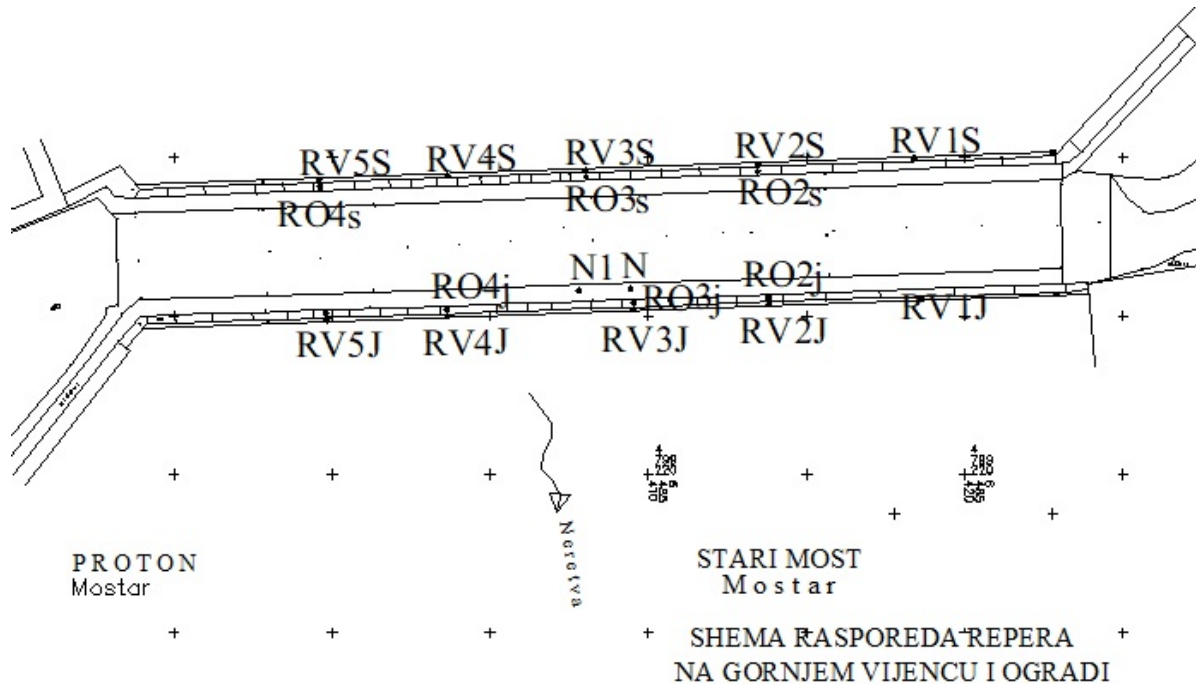 RV5S RV4S RV3S RV2S RV1S
RO4s RO3s RO2s
RO4j N1 N RO3j RO2j RV1J
RV5J RV4J RV3J RV2J
Neretva
PROTON
Mostar
STARI MOST
Mostar
SHEMA RASPOREDA REPERA
NA GORNJEM VIJENCU I OGRADI